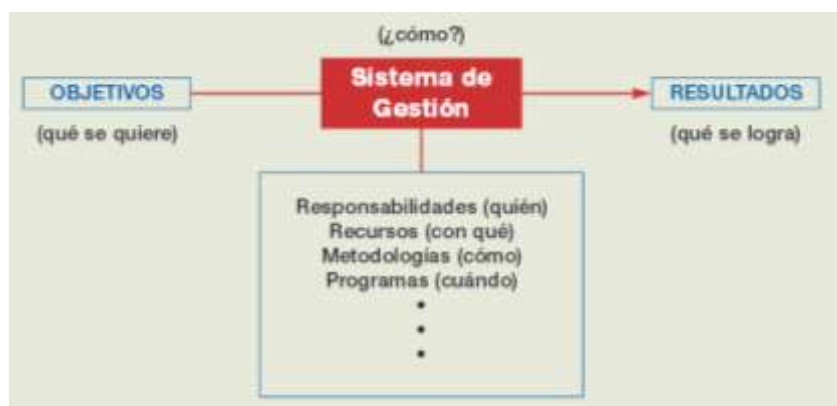 (¿cómo?)
Sistema de
Gestión
OBJETIVOS
(qué se quiere)
RESULTADOS
(qué se logra)
Responsabilidades (quién)
Recursos (con qué)
Metodologías (cómo)
Programas (cuándo)
•
•
•